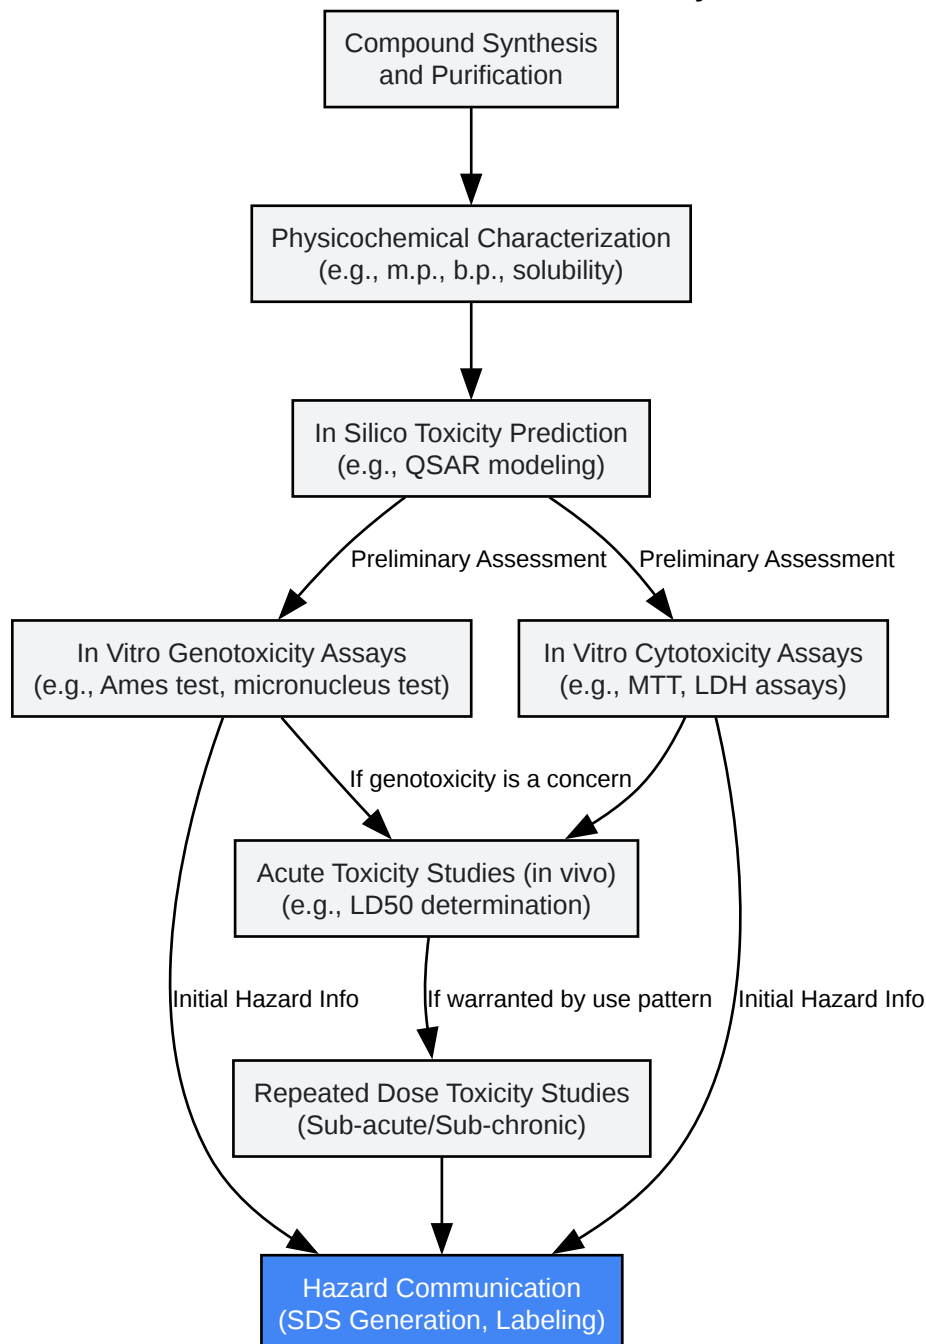 Compound Synthesis
and Purification
Physicochemical Characterization
(e.g., m.p., b.p., solubility)
In Silico Toxicity Prediction
(e.g., QSAR modeling)
Preliminary Assessment
Preliminary Assessment
In Vitro Genotoxicity Assays
(e.g., Ames test, micronucleus test)
In Vitro Cytotoxicity Assays
(e.g., MTT, LDH assays)
If genotoxicity is a concern
Acute Toxicity Studies (in vivo)
(e.g., LD50 determination)
Initial Hazard Info
If warranted by use pattern
Initial Hazard Info
Repeated Dose Toxicity Studies
(Sub-acute/Sub-chronic)
Hazard Communication
(SDS Generation, Labeling)